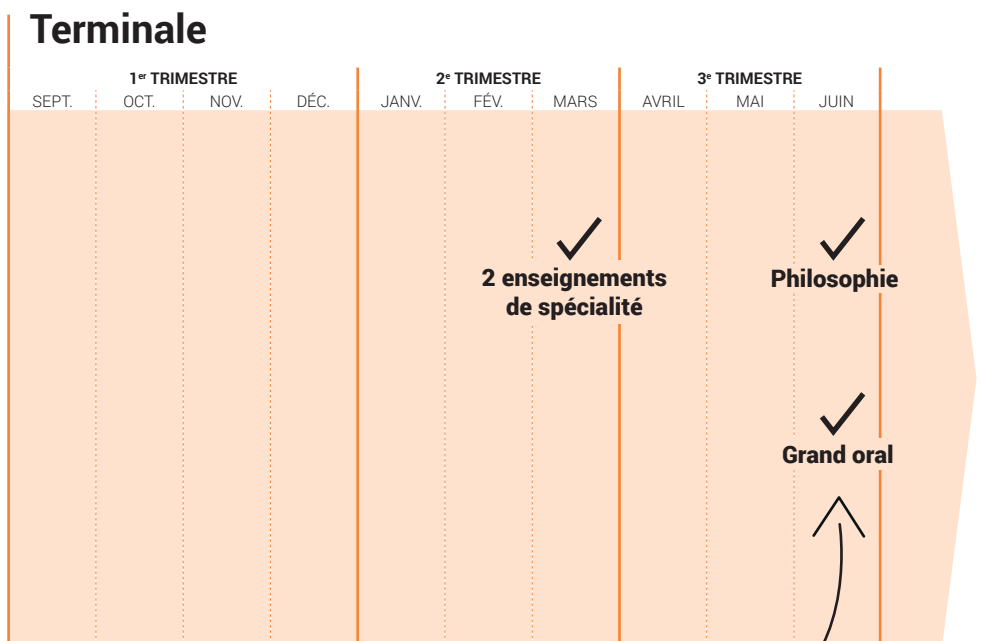 Terminale
1er TRIMESTRE 2e TRIMESTRE 3e TRIMESTRE
SEPT. OCT. NOV. DÉC. JANV. FÉV. MARS AVRIL MAI JUIN
2 enseignements
de spécialité
Philosophie
Grand oral